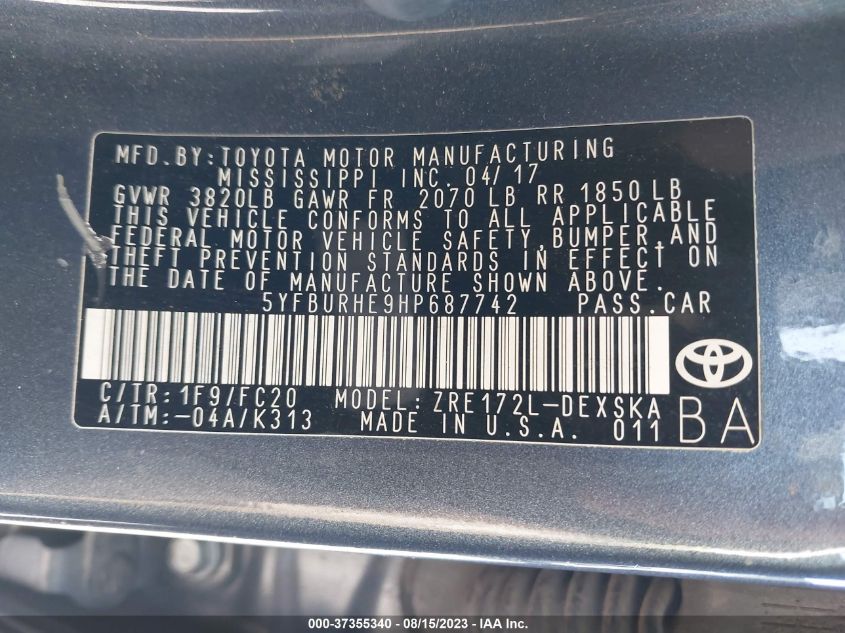 MFD.BY:TOYOTA MOTOR MANUFACTURING
MISSISSIPPI INC. 04/17
GVWR 3820LB GAWR FR 2070 LB RR 1850 LB
THIS VEHICLE CONFORMS TO ALL APPLICABLE
FEDERAL MOTOR VEHICLE SAFETY,BUMPER,AND
THEFT PREVENTION STANDARDS IN EFFECT ON
THE DATE OF MANUFACTURE SHOWN ABOVE.
5YFBURHE9HP687742 PASS.CAR
C/TR:1F9/FC20 MODEL:ZRE172L-DEXSKA
A/TM:-04A/K313 MADE IN U.S.A. 011
BA
000-37355340 - 08/15/2023 - IAA Inc.